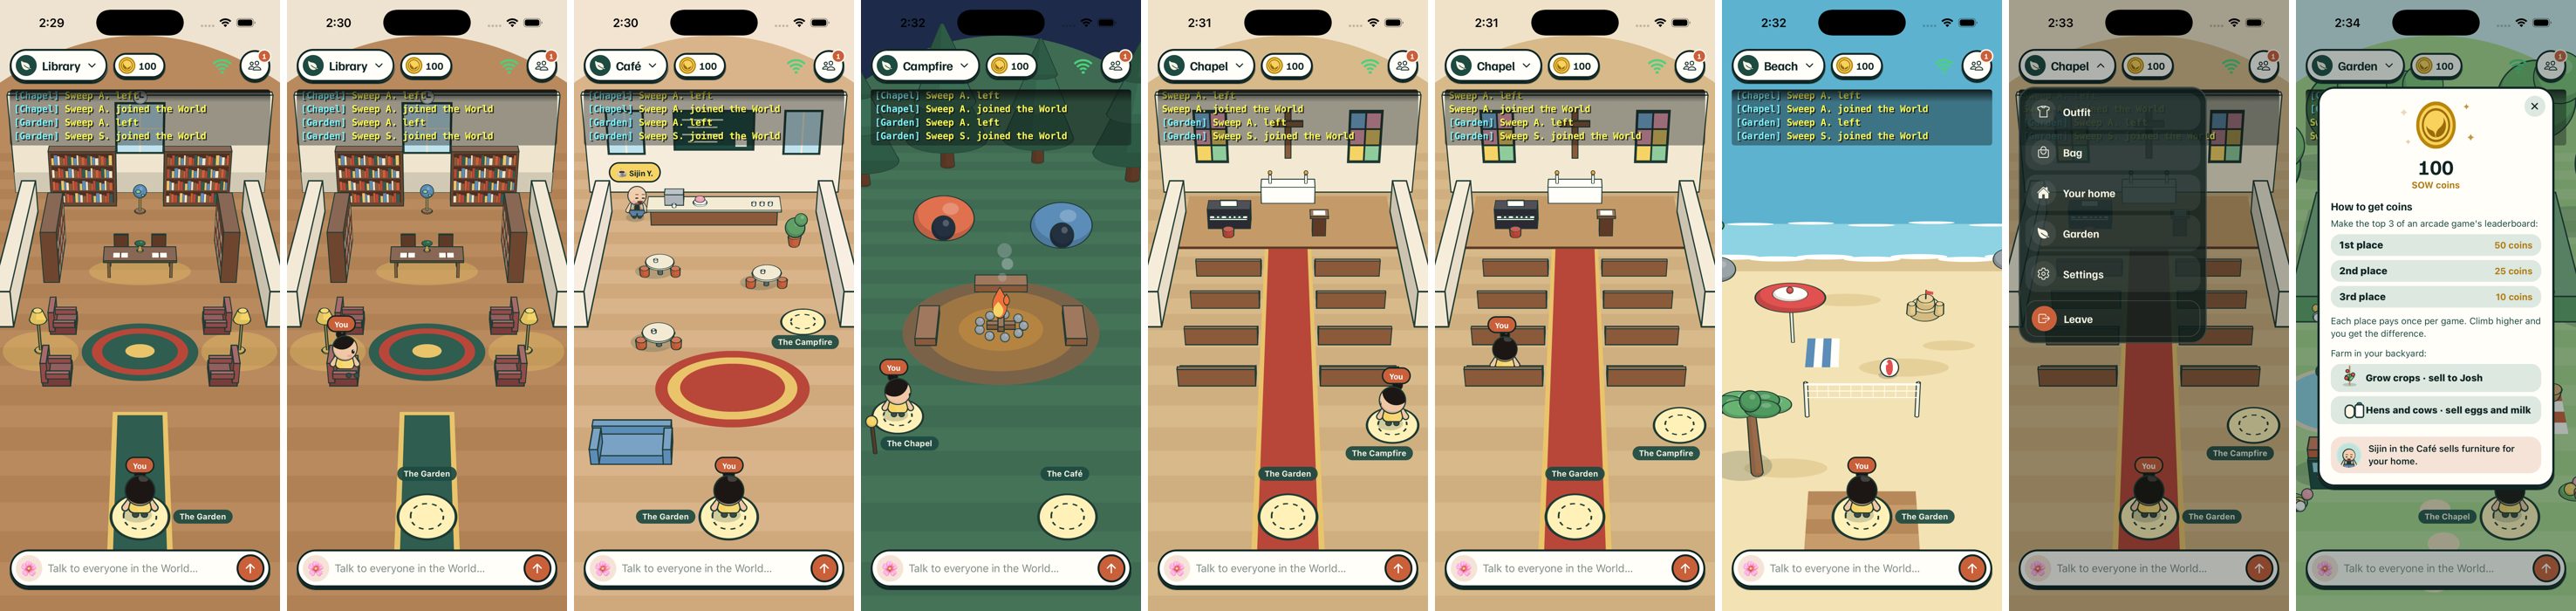 2:29
Library
100
1
[Chapel] Sweep A. left
[Chapel] Sweep A. joined the World
[Garden] Sweep A. left
[Garden] Sweep S. joined the World
You
The Garden
Talk to everyone in the World...
2:30
Library
100
1
[Chapel] Sweep A. left
[Chapel] Sweep A. joined the World
[Garden] Sweep A. left
[Garden] Sweep S. joined the World
You
The Garden
Talk to everyone in the World...
2:30
Café
100
1
[Chapel] Sweep A. left
[Chapel] Sweep A. joined the World
[Garden] Sweep A. left
[Garden] Sweep S. joined the World
Sijin Y.
The Campfire
You
The Garden
Talk to everyone in the World...
2:32
Campfire
100
1
[Chapel] Sweep A. left
[Chapel] Sweep A. joined the World
[Garden] Sweep A. left
[Garden] Sweep S. joined the World
You
The Chapel
The Café
Talk to everyone in the World...
2:31
Chapel
100
1
Sweep A. left
Sweep A. joined the World
[Garden] Sweep A. left
[Garden] Sweep S. joined the World
You
The Campfire
The Garden
Talk to everyone in the World...
2:31
Chapel
100
1
Sweep A. left
Sweep A. joined the World
[Garden] Sweep A. left
[Garden] Sweep S. joined the World
You
The Campfire
The Garden
Talk to everyone in the World...
2:32
Beach
100
1
[Chapel] Sweep A. left
[Chapel] Sweep A. joined the World
[Garden] Sweep A. left
[Garden] Sweep S. joined the World
You
The Garden
Talk to everyone in the World...
2:33
Chapel
100
1
Outfit
Bag
Your home
Garden
Settings
Leave
The Campfire
You
The Garden
Talk to everyone in the World...
2:34
Garden
100
1
100
SOW coins
How to get coins
Make the top 3 of an arcade game's leaderboard:
1st place 50 coins
2nd place 25 coins
3rd place 10 coins
Each place pays once per game. Climb higher and
you get the difference.
Farm in your backyard:
Grow crops · sell to Josh
Hens and cows · sell eggs and milk
Sijin in the Café sells furniture for
your home.
The Chapel
Talk to everyone in the World...